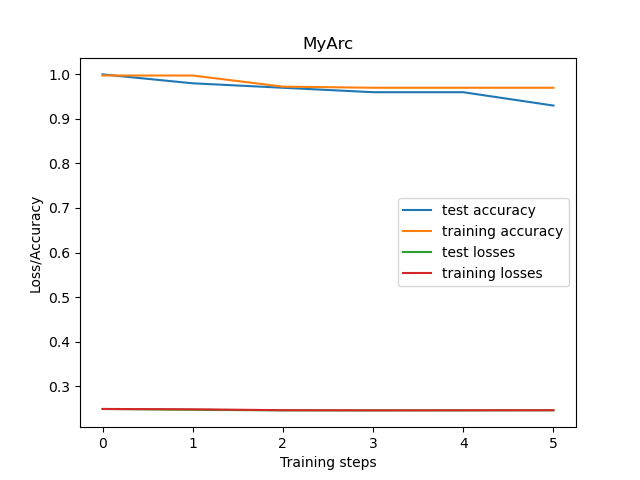 MyArc
Loss/Accuracy
1.0
0.9
0.8
0.7
0.6
0.5
0.4
0.3
test accuracy
training accuracy
test losses
training losses
0 1 2 3 4 5
Training steps